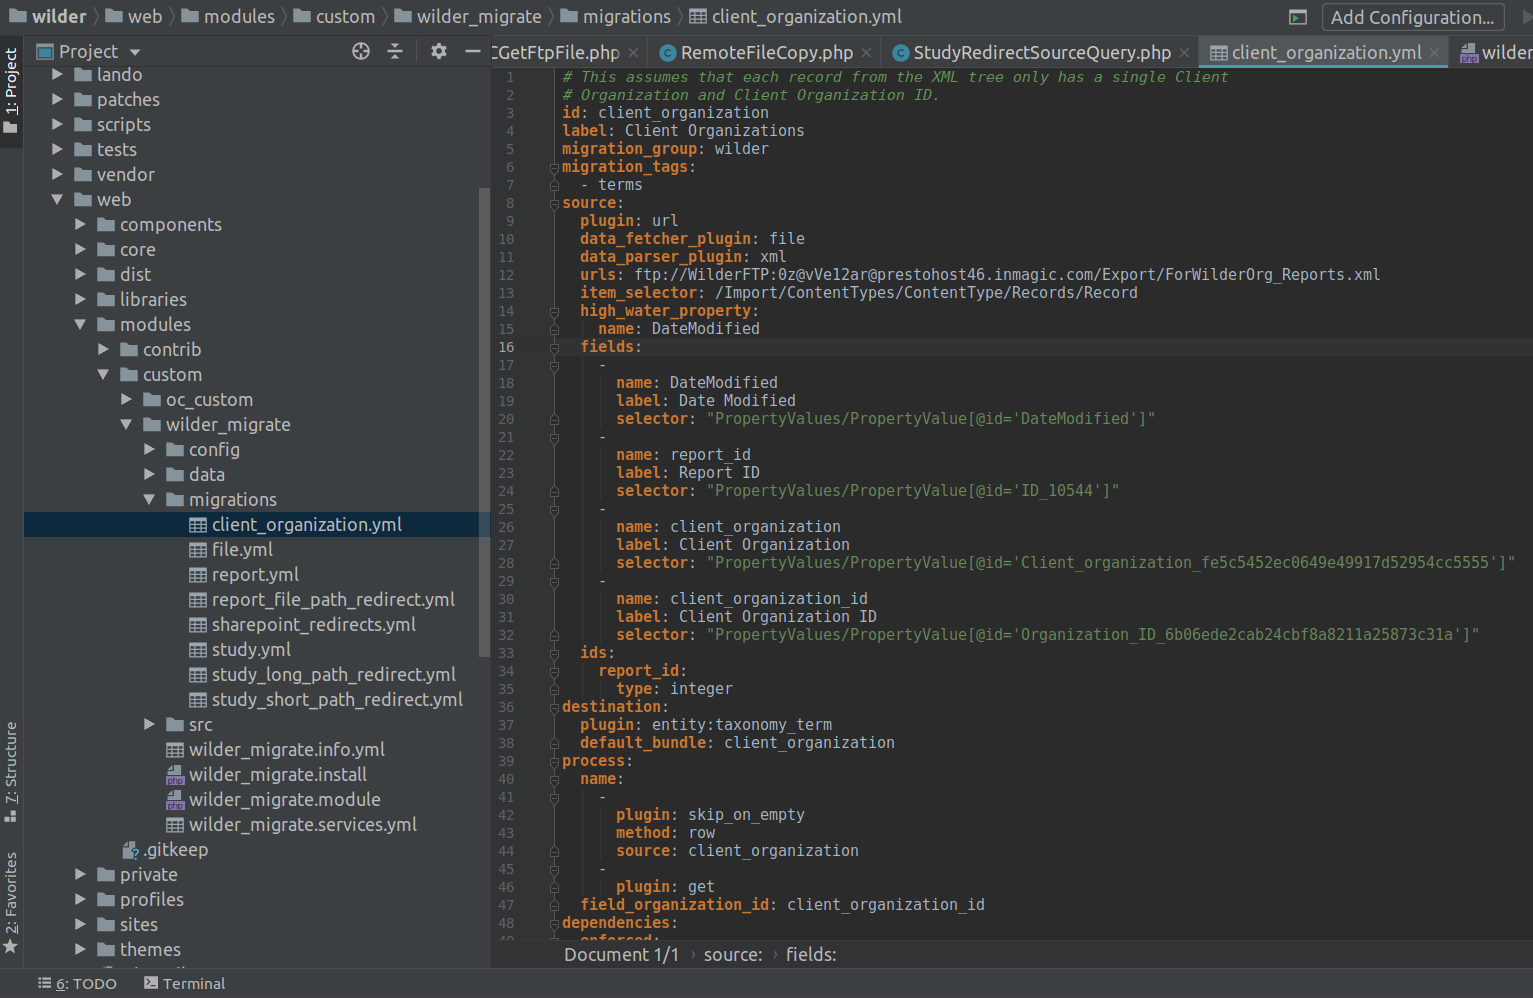 wilder web modules custom wilder_migrate migrations client_organization.yml Add Configuration...
Project
CGetFtpFile.php RemoteFileCopy.php StudyRedirectSourceQuery.php client_organization.yml wilder
1: Project
7: Structure
2: Favorites
lando
patches
scripts
tests
vendor
web
components
core
dist
libraries
modules
contrib
custom
oc_custom
wilder_migrate
config
data
migrations
client_organization.yml
file.yml
report.yml
report_file_path_redirect.yml
sharepoint_redirects.yml
study.yml
study_long_path_redirect.yml
study_short_path_redirect.yml
src
wilder_migrate.info.yml
wilder_migrate.install
wilder_migrate.module
wilder_migrate.services.yml
.gitkeep
private
profiles
sites
themes
1 # This assumes that each record from the XML tree only has a single Client
2 # Organization and Client Organization ID.
3 id: client_organization
4 label: Client Organizations
5 migration_group: wilder
6 migration_tags:
7 - terms
8 source:
9 plugin: url
10 data_fetcher_plugin: file
11 data_parser_plugin: xml
12 urls: ftp://WilderFTP:0z@vVe12ar@prestohost46.inmagic.com/Export/ForWilderOrg_Reports.xml
13 item_selector: /Import/ContentTypes/ContentType/Records/Record
14 high_water_property:
15 name: DateModified
16 fields:
17 -
18 name: DateModified
19 label: Date Modified
20 selector: "PropertyValues/PropertyValue[@id='DateModified']"
21 -
22 name: report_id
23 label: Report ID
24 selector: "PropertyValues/PropertyValue[@id='ID_10544']"
25 -
26 name: client_organization
27 label: Client Organization
28 selector: "PropertyValues/PropertyValue[@id='Client_organization_fe5c5452ec0649e49917d52954cc5555']"
29 -
30 name: client_organization_id
31 label: Client Organization ID
32 selector: "PropertyValues/PropertyValue[@id='Organization_ID_6b06ede2cab24cbf8a8211a25873c31a']"
33 ids:
34 report_id:
35 type: integer
36 destination:
37 plugin: entity:taxonomy_term
38 default_bundle: client_organization
39 process:
40 name:
41 -
42 plugin: skip_on_empty
43 method: row
44 source: client_organization
45 -
46 plugin: get
47 field_organization_id: client_organization_id
48 dependencies:
49 enforced:
Document 1/1 › source: › fields:
6: TODO Terminal